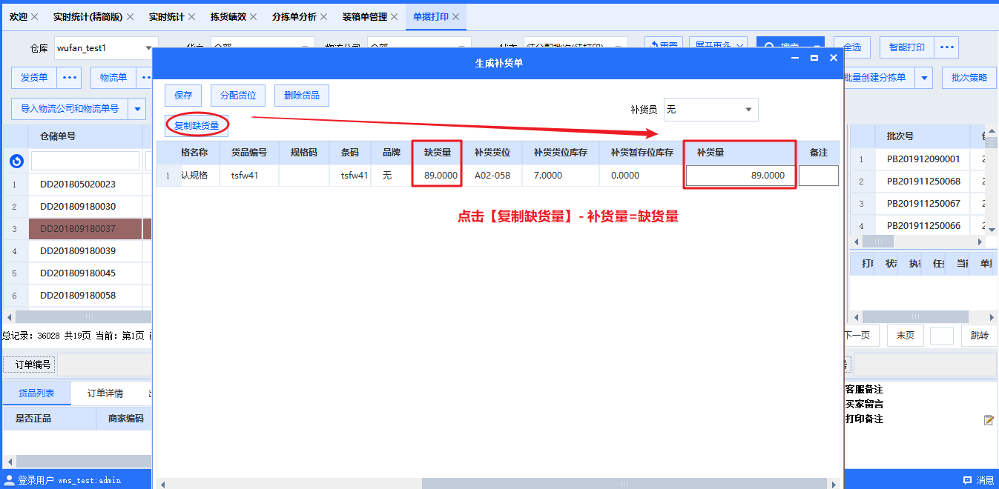 欢迎 实时统计(精简版) 实时统计 拣货绩效 分拣单分析 装箱单管理 单据打印
仓库 wufan_test1
重置 展开更多 搜索 全选 智能打印
生成补货单
发货单 物流单 批量创建分拣单 批次策略
保存 分配货位 删除货品
导入物流公司和物流单号
补货员 无
复制缺货量
仓储单号
格名称 货品编号 规格码 条码 品牌 缺货量 补货货位 补货货位库存 补货暂存位库存 补货量 备注
1 认规格 tsfw41 tsfw41 无 89.0000 A02-058 7.0000 0.0000 89.0000
点击【复制缺货量】- 补货量=缺货量
1 DD201805020023
2 DD201809180030
3 DD201809180037
4 DD201809180039
5 DD201809180045
6 DD201809180058
批次号
1 PB201912090001
2 PB201911250068
3 PB201911250067
4 PB201911250066
打 状 执 任 当 单
总记录: 36028 共19页 当前: 第1页
下一页 末页 跳转
订单编号 号
货品列表 订单详情
是否正品 商家编码
客服备注
买家留言
打印备注
登录用户 wms_test:admin
消息